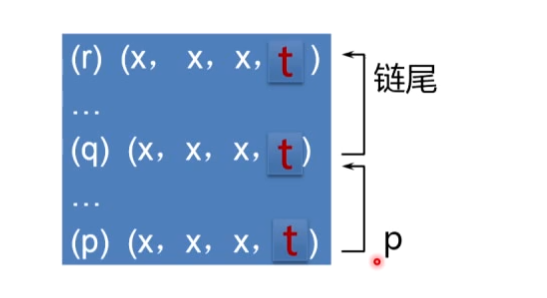 (r) (x， x，x，t )
链尾
…
(q) (x，x，x，t)
…
(p) (x，x，x，t )
p